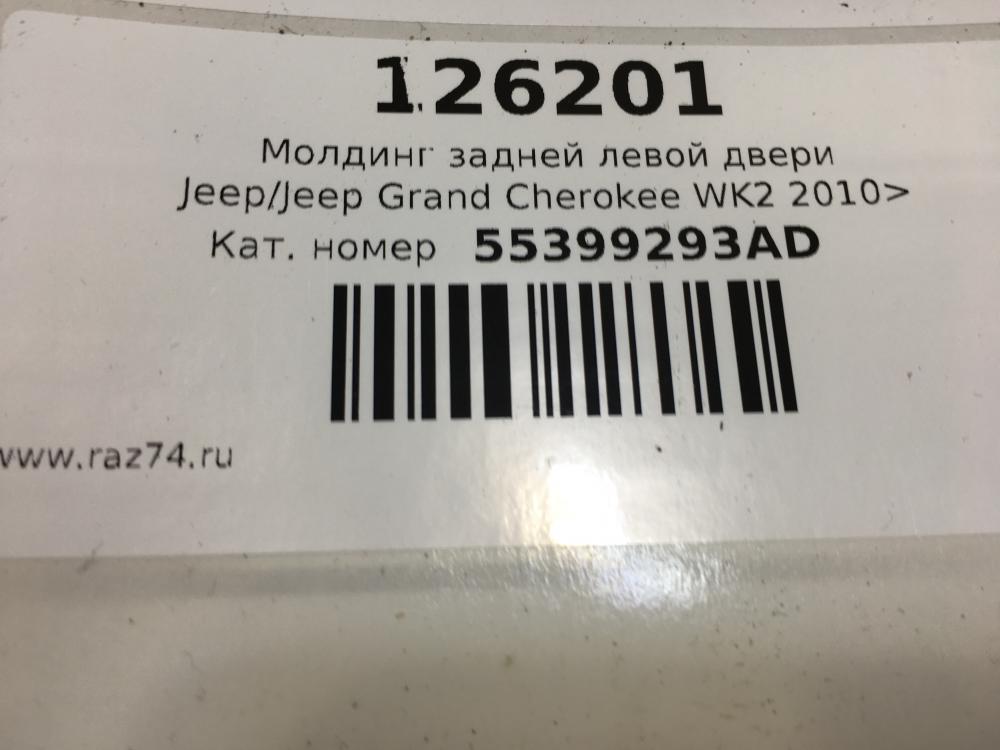 126201
Молдинг задней левой двери
Jeep/Jeep Grand Cherokee WK2 2010>
Кат. номер 55399293AD
www.raz74.ru